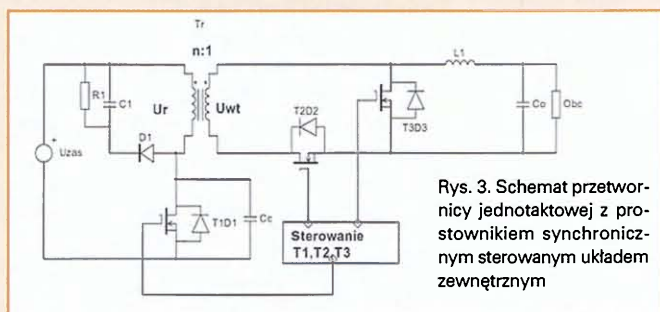 Tr
n:1
L1
R1
C1
Ur
Uwt
T2D2
T3D3
Co
Obc
D1
Uzas
+
T1D1
Cc
Sterowanie
T1,T2,T3
Rys. 3. Schemat przetwor-
nicy jednotaktowej z pro-
stownikiem synchronicz-
nym sterowanym układem
zewnętrznym